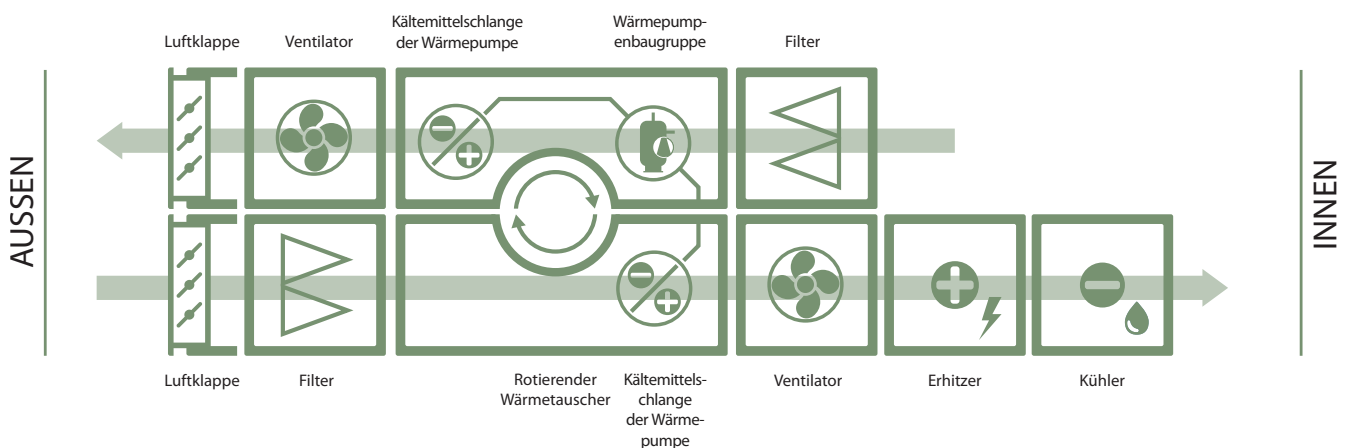 Luftklappe
Ventilator
Kältemittelschlange
der Wärmepumpe
Wärmepump-
enbaugruppe
Filter
AUSSEN
INNEN
Luftklappe
Filter
Rotierender
Wärmetauscher
Kältemittels-
chlange
der Wärme-
pumpe
Ventilator
Erhitzer
Kühler